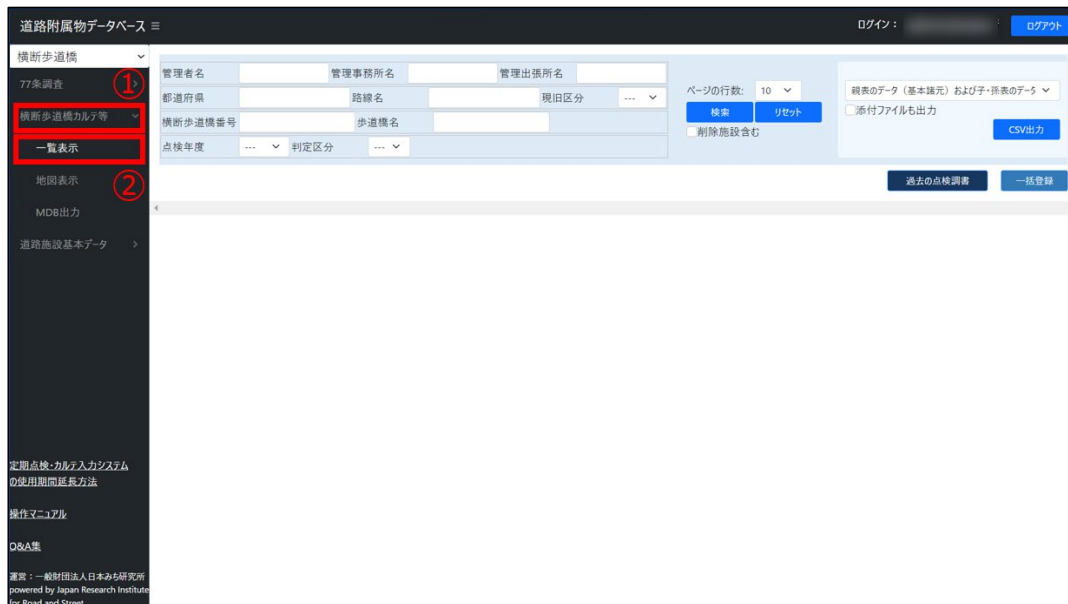 道路附属物データベース ≡
ログイン：
ログアウト
横断歩道橋
77条調査
①
横断歩道橋カルテ等
一覧表示
②
地図表示
MDB出力
道路施設基本データ
管理者名 管理事務所名 管理出張所名
都道府県 路線名 現旧区分 ---
横断歩道橋番号 歩道橋名
点検年度 --- 判定区分 ---
ページの行数: 10
検索 リセット
削除施設含む
親表のデータ（基本諸元）および子・孫表のデータ
添付ファイルも出力
CSV出力
過去の点検調書 一括登録
定期点検・カルテ入力システム
の使用期間延長方法
操作マニュアル
Q&A集
運営：一般財団法人日本みち研究所
powered by Japan Research Institute
for Road and Street